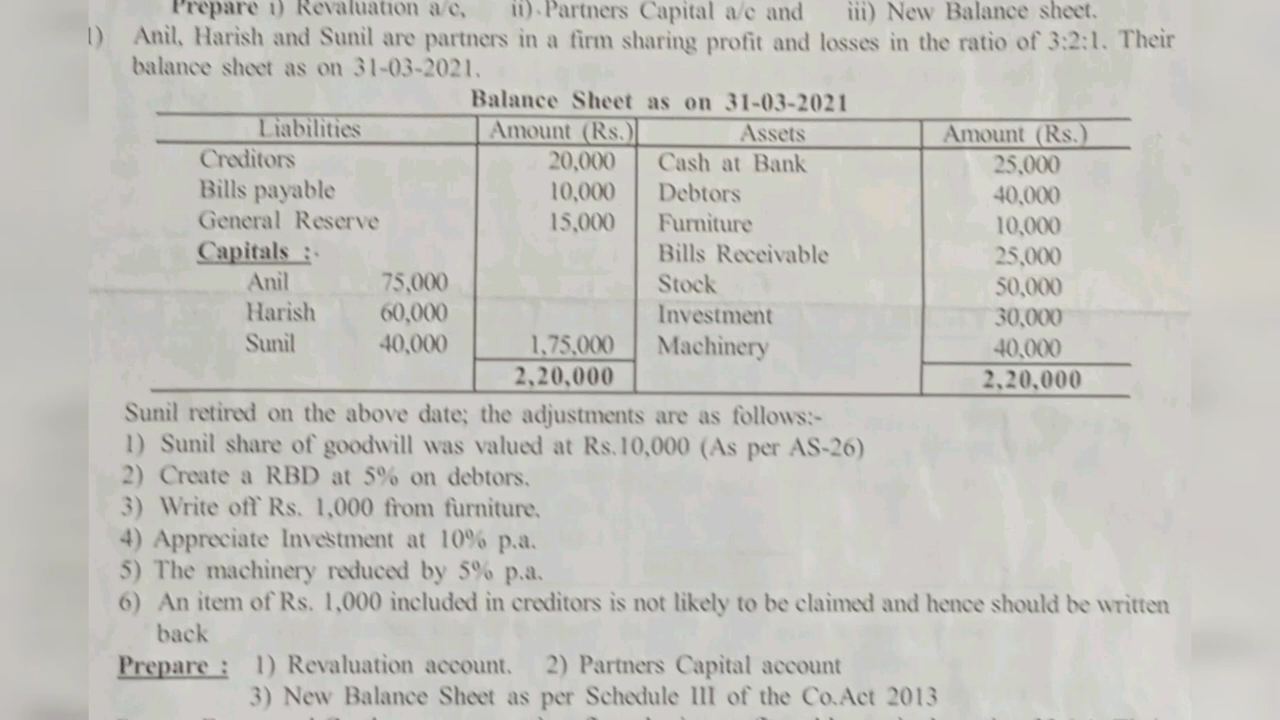 Prepare i) Revaluation a/c, ii) Partners Capital a/c and iii) New Balance sheet.
1) Anil, Harish and Sunil are partners in a firm sharing profit and losses in the ratio of 3:2:1. Their
balance sheet as on 31-03-2021.
Balance Sheet as on 31-03-2021
Liabilities Amount (Rs.) Assets Amount (Rs.)
Creditors 20,000 Cash at Bank 25,000
Bills payable 10,000 Debtors 40,000
General Reserve 15,000 Furniture 10,000
Capitals :- Bills Receivable 25,000
Anil 75,000 Stock 50,000
Harish 60,000 Investment 30,000
Sunil 40,000 1,75,000 Machinery 40,000
2,20,000 2,20,000
Sunil retired on the above date; the adjustments are as follows:-
1) Sunil share of goodwill was valued at Rs.10,000 (As per AS-26)
2) Create a RBD at 5% on debtors.
3) Write off Rs. 1,000 from furniture.
4) Appreciate Investment at 10% p.a.
5) The machinery reduced by 5% p.a.
6) An item of Rs. 1,000 included in creditors is not likely to be claimed and hence should be written
back
Prepare : 1) Revaluation account. 2) Partners Capital account
3) New Balance Sheet as per Schedule III of the Co.Act 2013